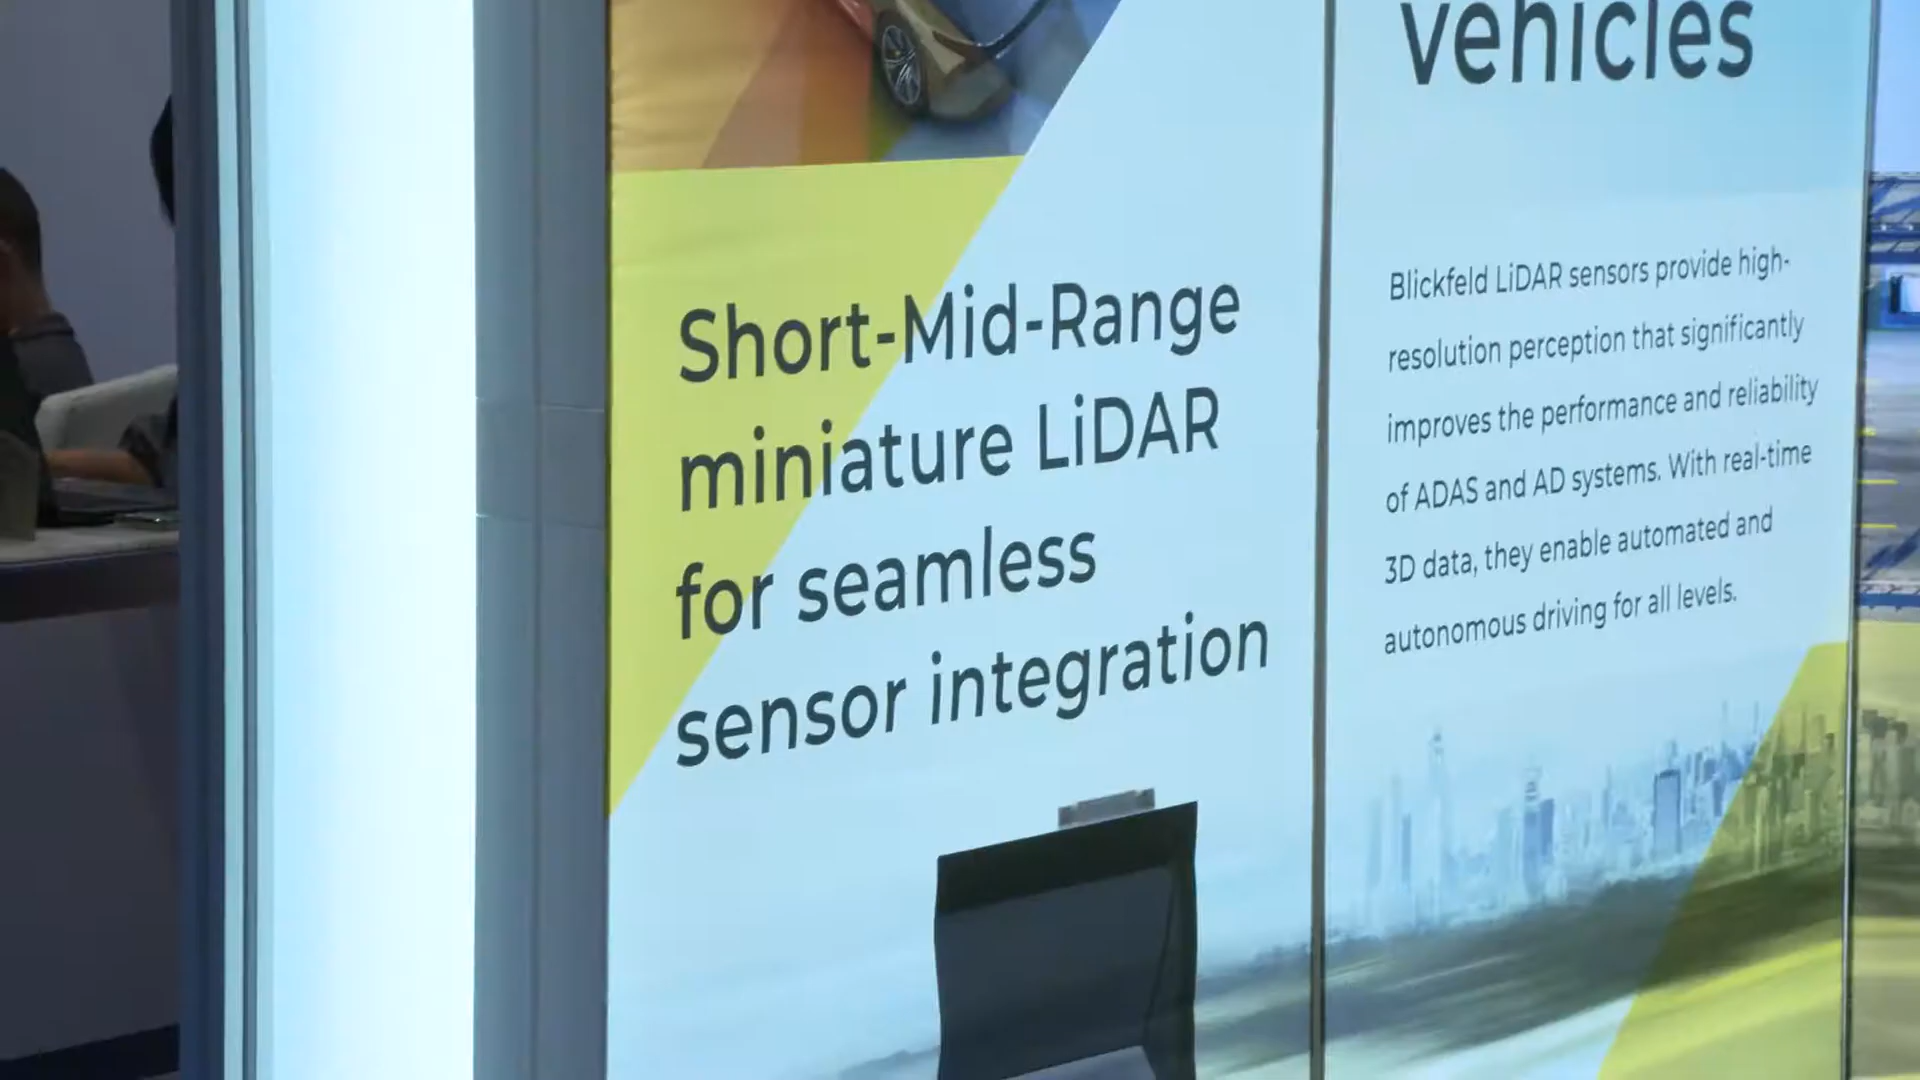 Short-Mid-Range
miniature LiDAR
for seamless
sensor integration
vehicles
Blickfeld LiDAR sensors provide high-
resolution perception that significantly
improves the performance and reliability
of ADAS and AD systems. With real-time
3D data, they enable automated and
autonomous driving for all levels.